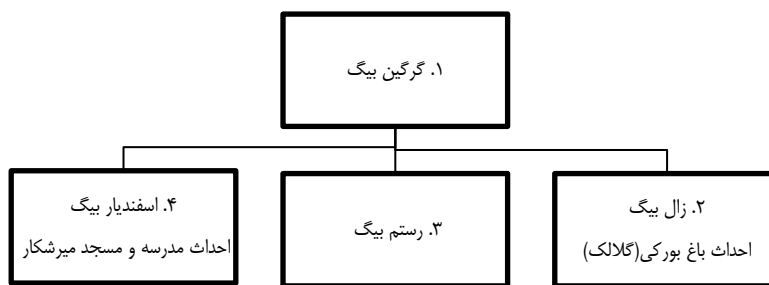 ۱. گرگین بیگ
۲. زال بیگ
احداث باغ بورکی(گلالک)
۳. رستم بیگ
۴. اسفندیار بیگ
احداث مدرسه و مسجد میرشکار